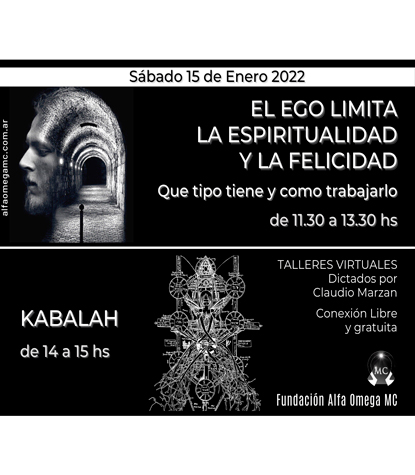 Sábado 15 de Enero 2022
alfaomegamc.com.ar
EL EGO LIMITA
LA ESPIRITUALIDAD
Y LA FELICIDAD
Que tipo tiene y como trabajarlo
de 11.30 a 13.30 hs
KABALAH
de 14 a 15 hs
TALLERES VIRTUALES
Dictados por
Claudio Marzan
Conexión Libre
y gratuita
MC
Fundación Alfa Omega MC